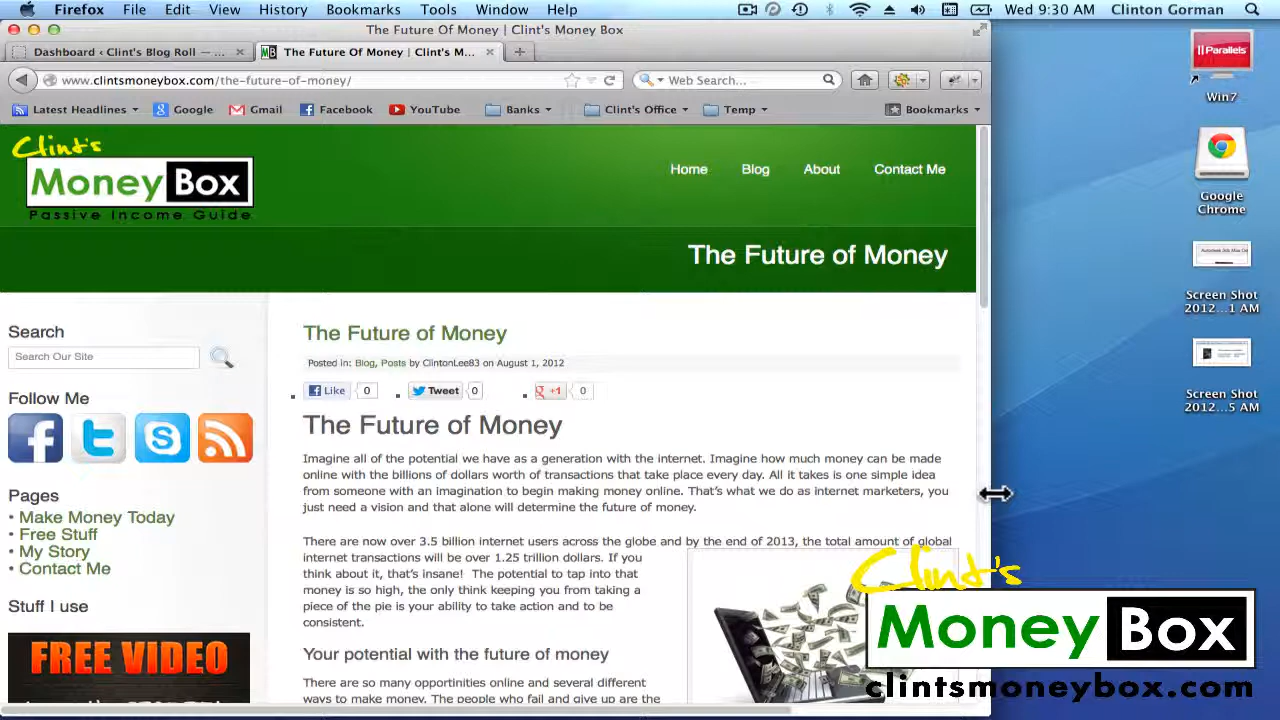 Firefox File Edit View History Bookmarks Tools Window Help Wed 9:30 AM Clinton Gorman
The Future Of Money | Clint's Money Box
Dashboard ‹ Clint's Blog Roll — ... The Future Of Money | Clint's M...
www.clintsmoneybox.com/the-future-of-money/ Web Search...
Latest Headlines Google Gmail Facebook YouTube Banks Clint's Office Temp Bookmarks
Clint's
Money Box
Passive Income Guide
Home Blog About Contact Me
The Future of Money
Search
Search Our Site
Follow Me
Pages
• Make Money Today
• Free Stuff
• My Story
• Contact Me
Stuff I use
FREE VIDEO
The Future of Money
Posted in: Blog, Posts by ClintonLee83 on August 1, 2012
Like 0 Tweet 0 +1 0
The Future of Money
Imagine all of the potential we have as a generation with the internet. Imagine how much money can be made
online with the billions of dollars worth of transactions that take place every day. All it takes is one simple idea
from someone with an imagination to begin making money online. That's what we do as internet marketers, you
just need a vision and that alone will determine the future of money.
There are now over 3.5 billion internet users across the globe and by the end of 2013, the total amount of global
internet transactions will be over 1.25 trillion dollars. If you
think about it, that's insane! The potential to tap into that
money is so high, the only think keeping you from taking a
piece of the pie is your ability to take action and to be
consistent.
Your potential with the future of money
There are so many opportunities online and several different
ways to make money. The people who fail and give up are the
Parallels
Win7
Google
Chrome
Screen Shot
2012...1 AM
Screen Shot
2012...5 AM
Clint's
Money Box
clintsmoneybox.com